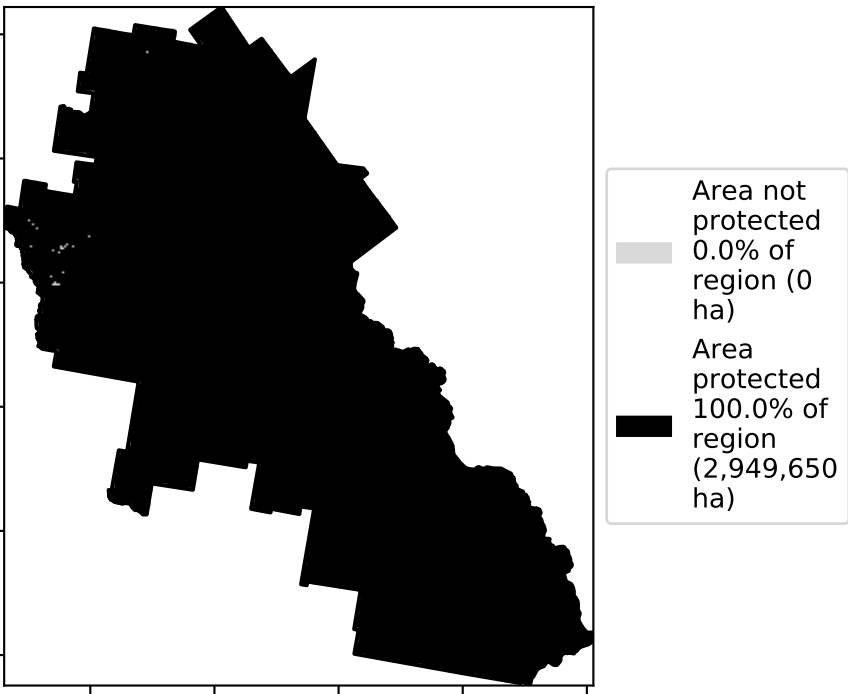 Area not
protected
0.0% of
region (0
ha)
Area
protected
100.0% of
region
(2,949,650
ha)